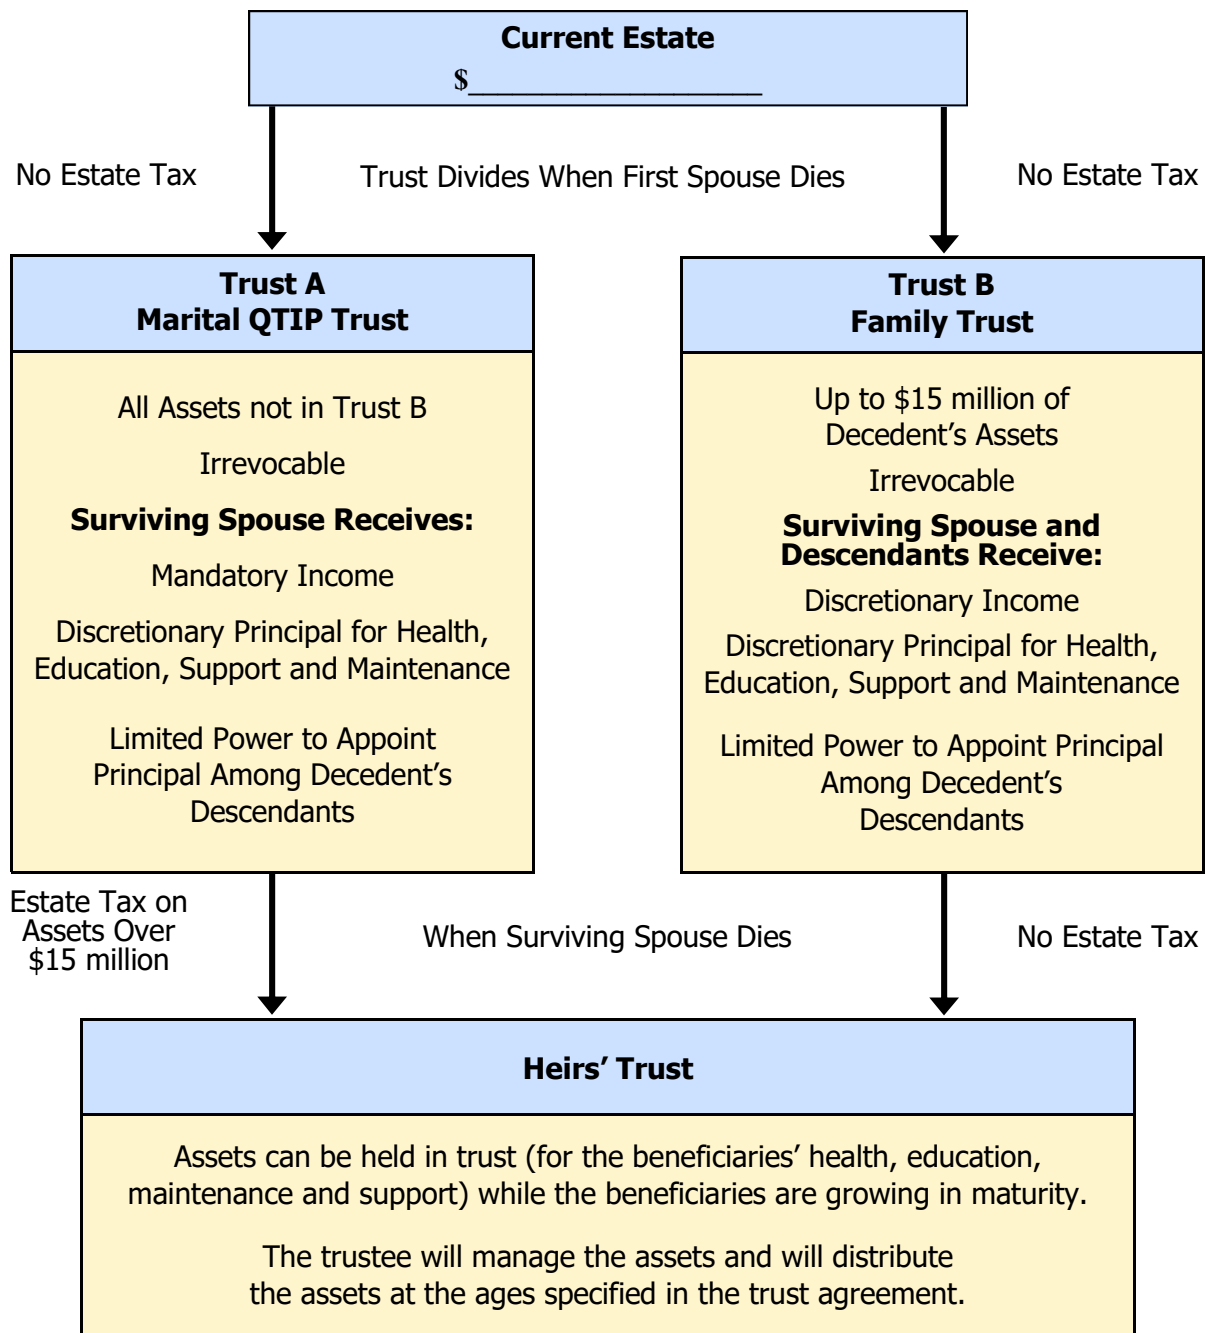 Current Estate
$____________________
No Estate Tax
Trust Divides When First Spouse Dies
No Estate Tax
Trust A
Marital QTIP Trust
All Assets not in Trust B
Irrevocable
Surviving Spouse Receives:
Mandatory Income
Discretionary Principal for Health,
Education, Support and Maintenance
Limited Power to Appoint
Principal Among Decedent’s
Descendants
Trust B
Family Trust
Up to $15 million of
Decedent’s Assets
Irrevocable
Surviving Spouse and
Descendants Receive:
Discretionary Income
Discretionary Principal for Health,
Education, Support and Maintenance
Limited Power to Appoint Principal
Among Decedent’s
Descendants
Estate Tax on
Assets Over
$15 million
When Surviving Spouse Dies
No Estate Tax
Heirs’ Trust
Assets can be held in trust (for the beneficiaries’ health, education,
maintenance and support) while the beneficiaries are growing in maturity.
The trustee will manage the assets and will distribute
the assets at the ages specified in the trust agreement.